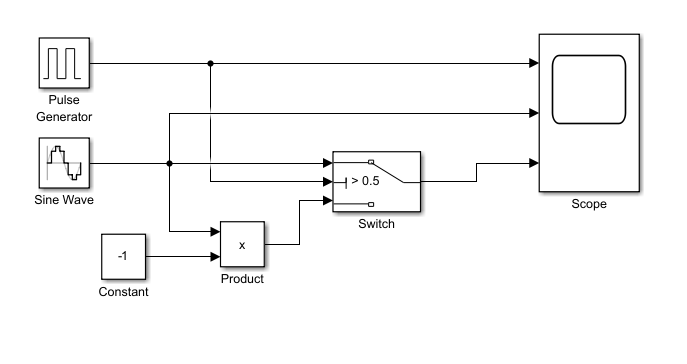 Pulse
Generator
Sine Wave
> 0.5
Scope
Switch
x
-1
Product
Constant